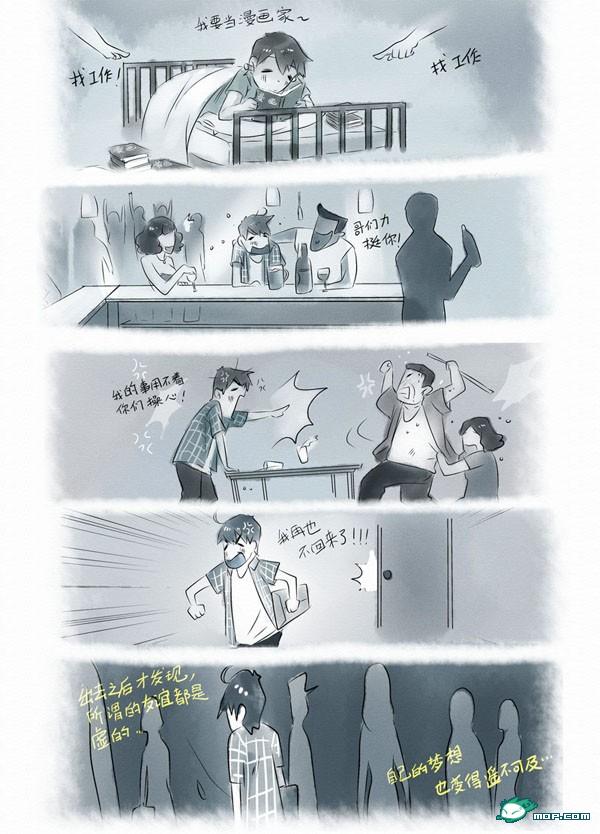 我要当漫画家~
找工作!
找工作
哥们力
挺你!
我的事用不着
你们操心!
我再也
不回来了!!!
出去之后才发现,
所谓的友谊都是
虚的..
自己的梦想
也变得遥不可及...
mop.com